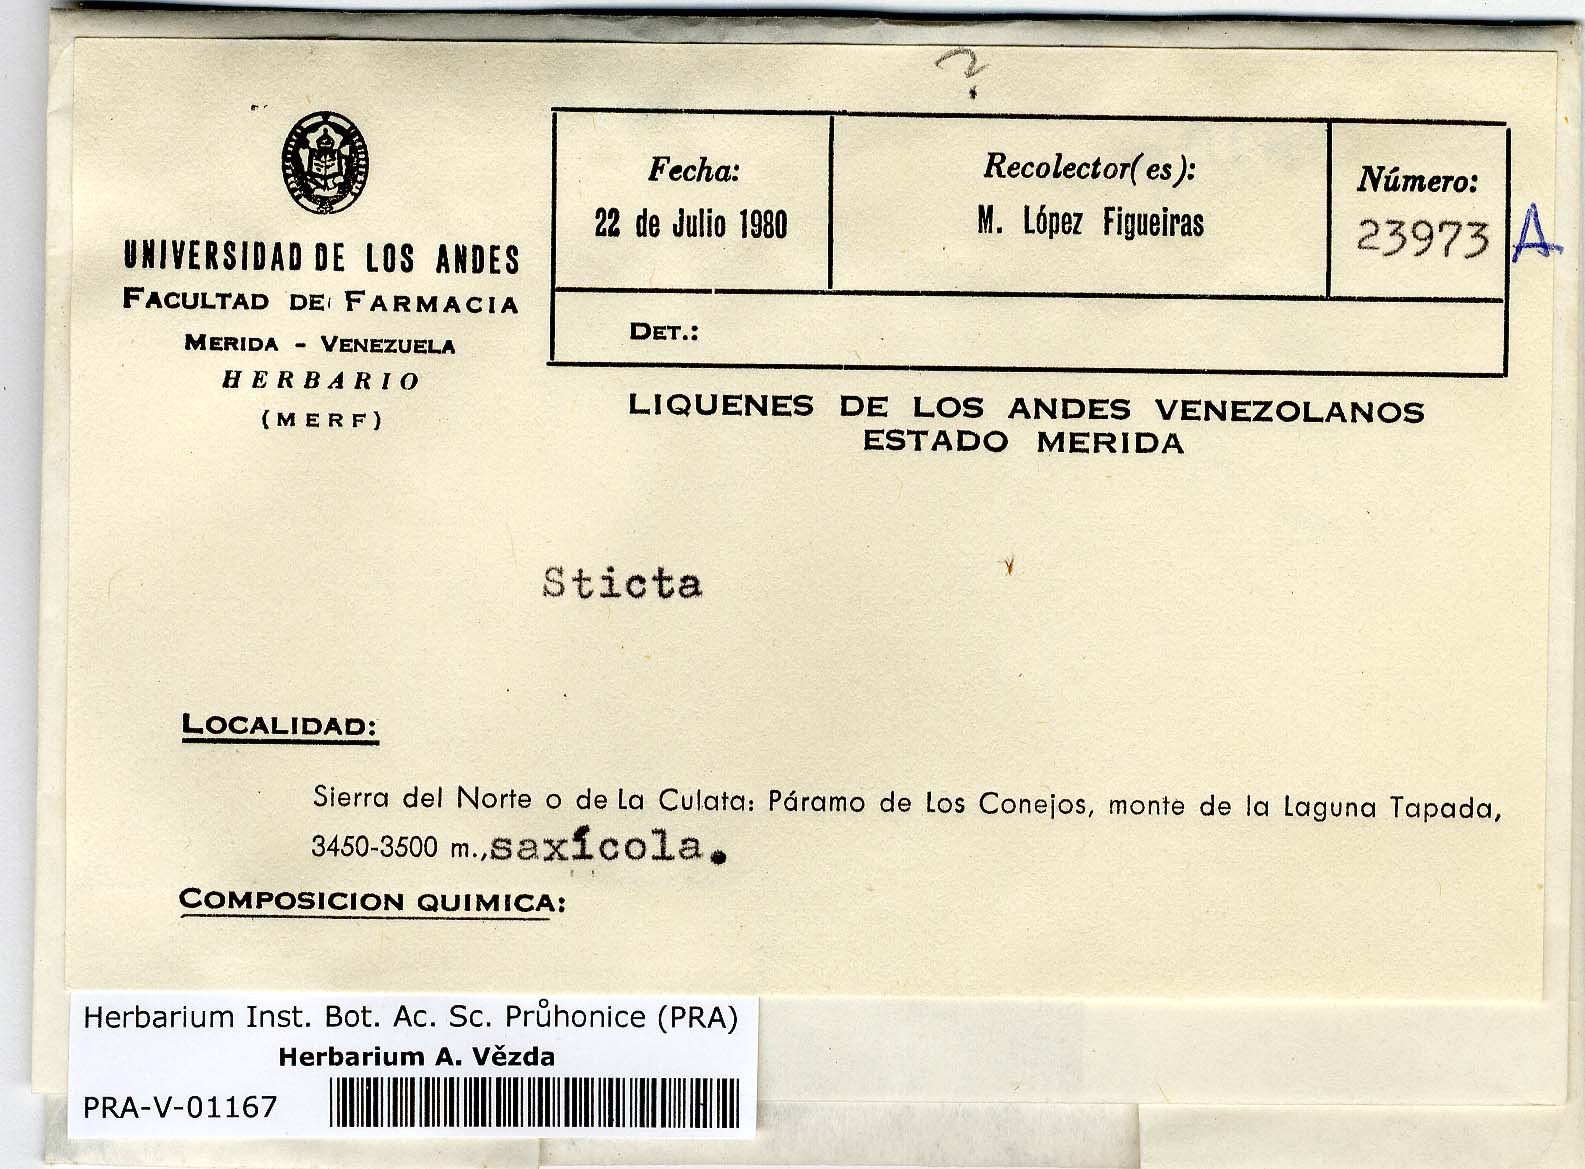 ?
UNIVERSIDAD DE LOS ANDES
FACULTAD DE FARMACIA
MERIDA - VENEZUELA
HERBARIO
(MERF)
Fecha:
22 de Julio 1980
Recolector(es):
M. López Figueiras
Número:
23973 A
DET.:
LIQUENES DE LOS ANDES VENEZOLANOS
ESTADO MERIDA
Sticta
LOCALIDAD:
Sierra del Norte o de La Culata: Páramo de Los Conejos, monte de la Laguna Tapada,
3450-3500 m.,saxícola.
COMPOSICION QUIMICA:
Herbarium Inst. Bot. Ac. Sc. Průhonice (PRA)
Herbarium A. Vězda
PRA-V-01167